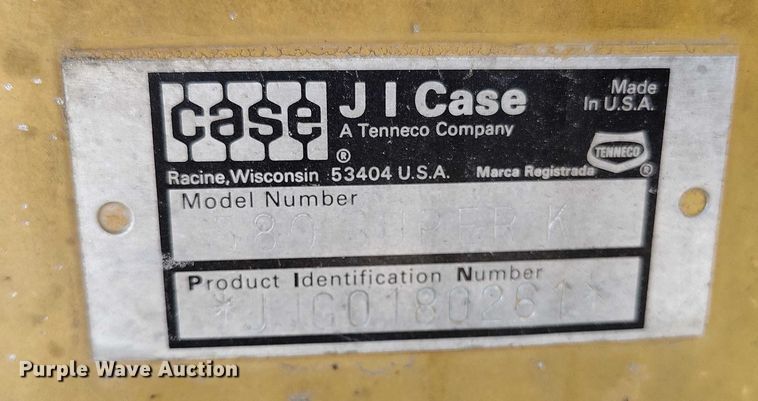 case
®
J I Case
A Tenneco Company
Made
In U.S.A.
TENNECO
®
Racine, Wisconsin 53404 U.S.A.
Marca Registrada
Model Number
580 SUPER K
Product Identification Number
*JJG0180261*
Purple Wave Auction